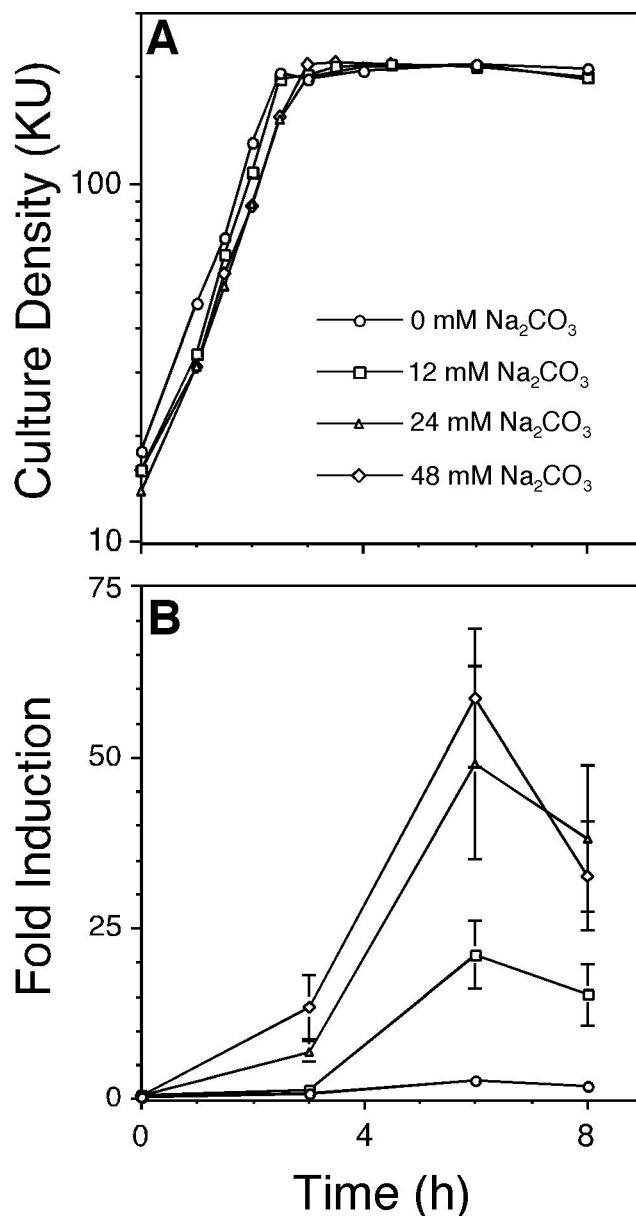 A
Culture Density (KU)
100
10
0 mM Na₂CO₃
12 mM Na₂CO₃
24 mM Na₂CO₃
48 mM Na₂CO₃
B
Fold Induction
75
50
25
0
0 4 8
Time (h)